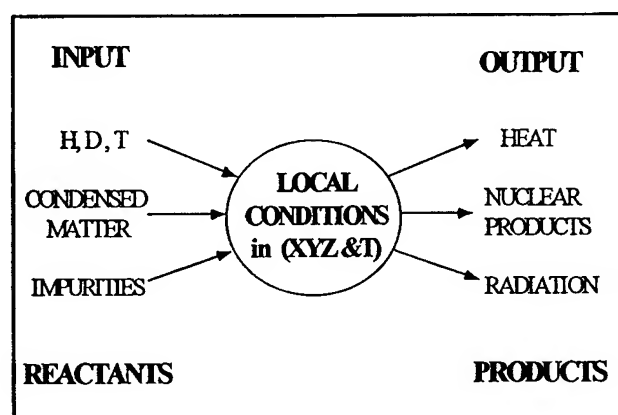 INPUT
OUTPUT
H, D, T
HEAT
LOCAL
CONDITIONS
in (XYZ &T)
CONDENSED
MATTER
NUCLEAR
PRODUCTS
IMPURITIES
RADIATION
REACTANTS
PRODUCTS